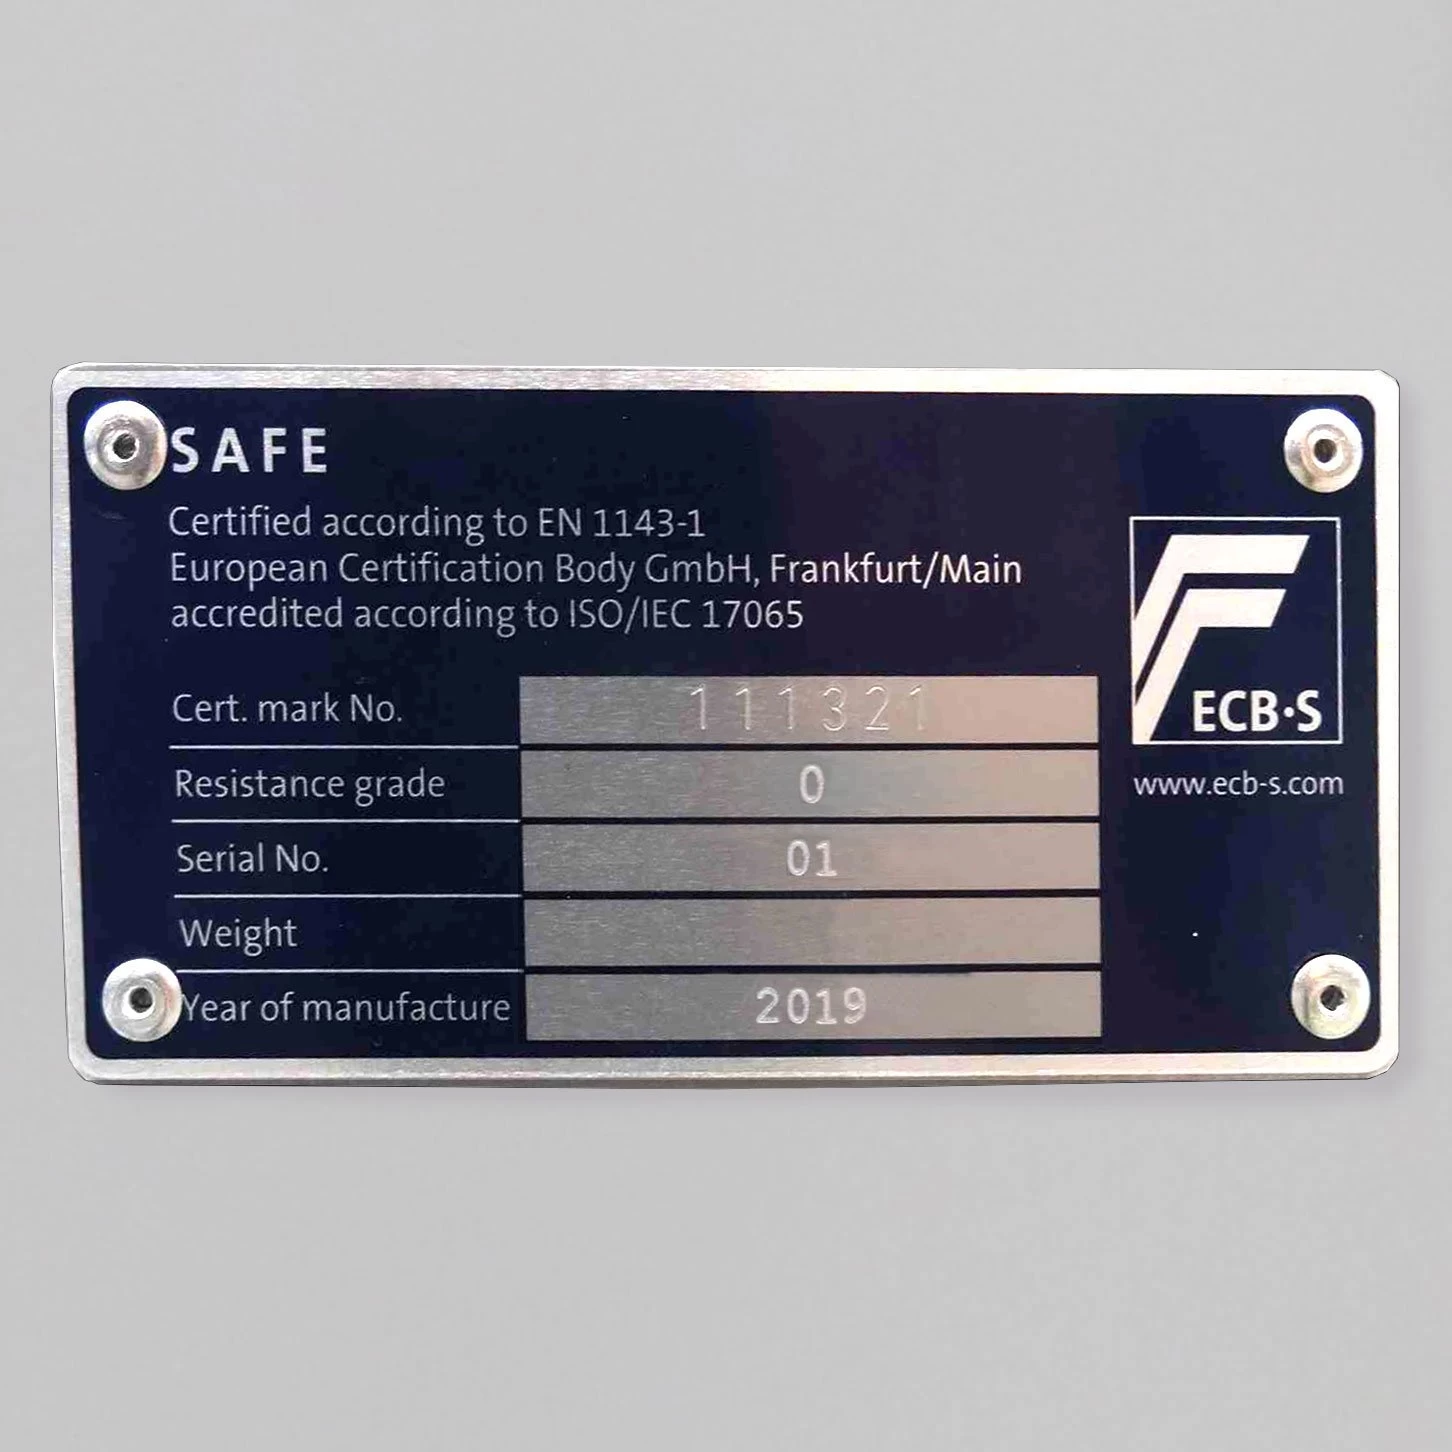 SAFE
Certified according to EN 1143-1
European Certification Body GmbH, Frankfurt/Main
accredited according to ISO/IEC 17065
Cert. mark No. 111321
Resistance grade 0
Serial No. 01
Weight
Year of manufacture 2019
ECB·S
www.ecb-s.com